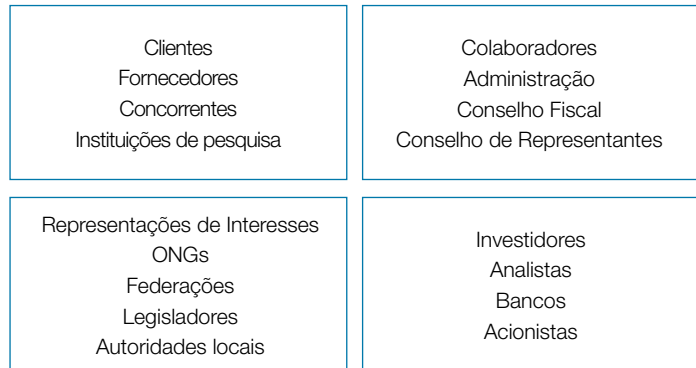 Clientes
Fornecedores
Concorrentes
Instituições de pesquisa
Colaboradores
Administração
Conselho Fiscal
Conselho de Representantes
Representações de Interesses
ONGs
Federações
Legisladores
Autoridades locais
Investidores
Analistas
Bancos
Acionistas